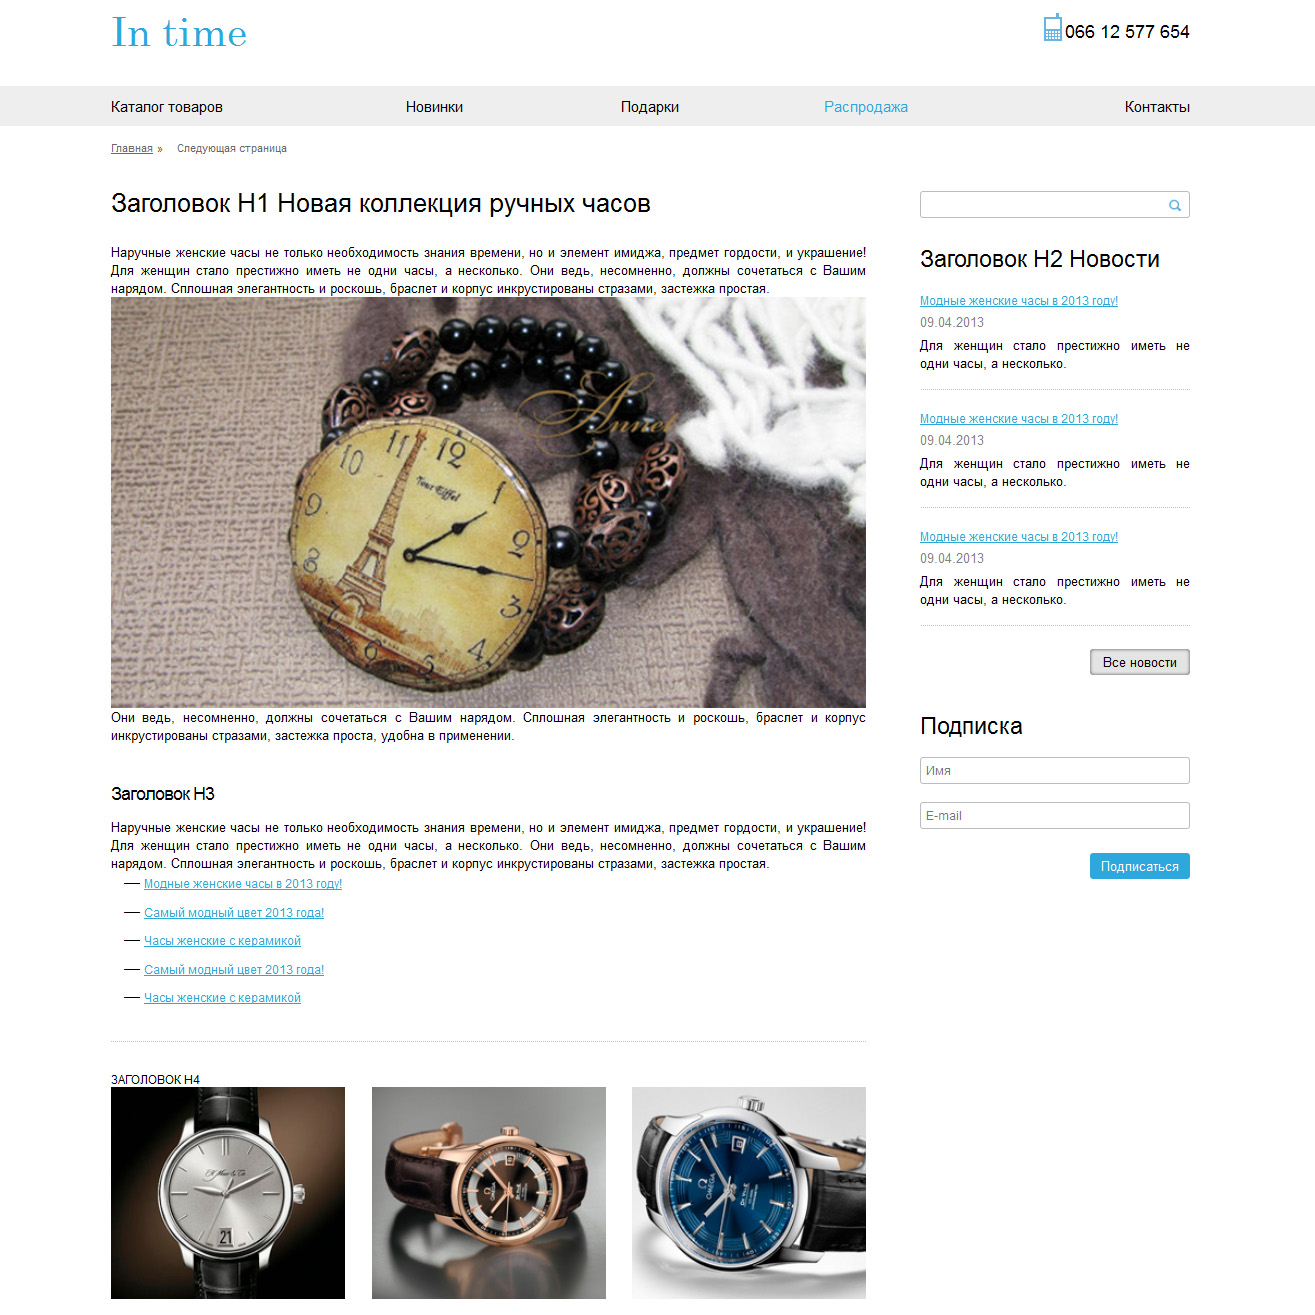 In time
066 12 577 654
Каталог товаров
Новинки
Подарки
Распродажа
Контакты
Главная » Следующая страница
Заголовок H1 Новая коллекция ручных часов
Наручные женские часы не только необходимость знания времени, но и элемент имиджа, предмет гордости, и украшение!
Для женщин стало престижно иметь не одни часы, а несколько. Они ведь, несомненно, должны сочетаться с Вашим
нарядом. Сплошная элегантность и роскошь, браслет и корпус инкрустированы стразами, застежка простая.
Annet
11 12 1
10 2
9 3
8 4
7 6 5
Tour Eiffel
Они ведь, несомненно, должны сочетаться с Вашим нарядом. Сплошная элегантность и роскошь, браслет и корпус
инкрустированы стразами, застежка проста, удобна в применении.
Заголовок H3
Наручные женские часы не только необходимость знания времени, но и элемент имиджа, предмет гордости, и украшение!
Для женщин стало престижно иметь не одни часы, а несколько. Они ведь, несомненно, должны сочетаться с Вашим
нарядом. Сплошная элегантность и роскошь, браслет и корпус инкрустированы стразами, застежка простая.
— Модные женские часы в 2013 году!
— Самый модный цвет 2013 года!
— Часы женские с керамикой
— Самый модный цвет 2013 года!
— Часы женские с керамикой
ЗАГОЛОВОК H4
21
OMEGA
OMEGA
Заголовок H2 Новости
Модные женские часы в 2013 году!
09.04.2013
Для женщин стало престижно иметь не
одни часы, а несколько.
Модные женские часы в 2013 году!
09.04.2013
Для женщин стало престижно иметь не
одни часы, а несколько.
Модные женские часы в 2013 году!
09.04.2013
Для женщин стало престижно иметь не
одни часы, а несколько.
Все новости
Подписка
Имя
E-mail
Подписаться